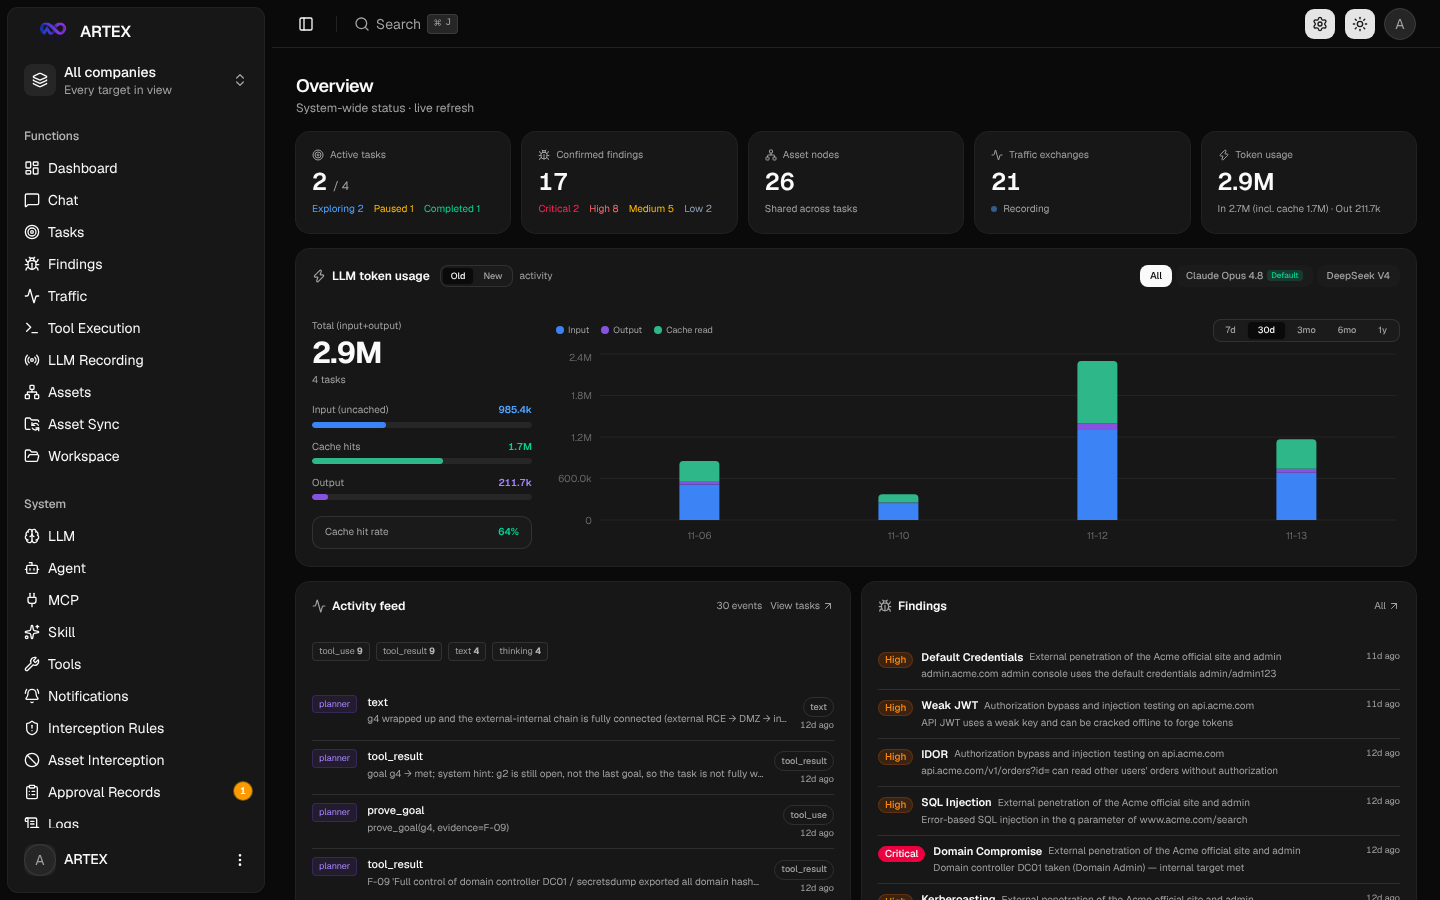 ARTEX
All companies
Every target in view
Functions
Dashboard
Chat
Tasks
Findings
Traffic
Tool Execution
LLM Recording
Assets
Asset Sync
Workspace
System
LLM
Agent
MCP
Skill
Tools
Notifications
Interception Rules
Asset Interception
Approval Records 1
Logs
A ARTEX
Search ⌘ J
A
Overview
System-wide status · live refresh
Active tasks
2 / 4
Exploring 2 Paused 1 Completed 1
Confirmed findings
17
Critical 2 High 8 Medium 5 Low 2
Asset nodes
26
Shared across tasks
Traffic exchanges
21
Recording
Token usage
2.9M
In 2.7M (incl. cache 1.7M) · Out 211.7k
LLM token usage Old New activity
All Claude Opus 4.8 Default DeepSeek V4
Total (input+output)
2.9M
4 tasks
Input (uncached) 985.4k
Cache hits 1.7M
Output 211.7k
Cache hit rate 64%
Input Output Cache read
7d 30d 3mo 6mo 1y
2.4M
1.8M
1.2M
600.0k
0
11-06 11-10 11-12 11-13
Activity feed 30 events View tasks
tool_use 9 tool_result 9 text 4 thinking 4
planner text text
g4 wrapped up and the external-internal chain is fully connected (external RCE → DMZ → in... 12d ago
planner tool_result tool_result
goal g4 → met; system hint: g2 is still open, not the last goal, so the task is not fully w... 12d ago
planner prove_goal tool_use
prove_goal(g4, evidence=F-09) 12d ago
planner tool_result tool_result
F-09 'Full control of domain controller DC01 / secretsdump exported all domain hash... 12d ago
Findings All
High Default Credentials External penetration of the Acme official site and admin 11d ago
admin.acme.com admin console uses the default credentials admin/admin123
High Weak JWT Authorization bypass and injection testing on api.acme.com 11d ago
API JWT uses a weak key and can be cracked offline to forge tokens
High IDOR Authorization bypass and injection testing on api.acme.com 12d ago
api.acme.com/v1/orders?id= can read other users' orders without authorization
High SQL Injection External penetration of the Acme official site and admin 12d ago
Error-based SQL injection in the q parameter of www.acme.com/search
Critical Domain Compromise External penetration of the Acme official site and admin 12d ago
Domain controller DC01 taken (Domain Admin) — internal target met
High Kerberoasting External penetration of the Acme official site and admin 12d ago